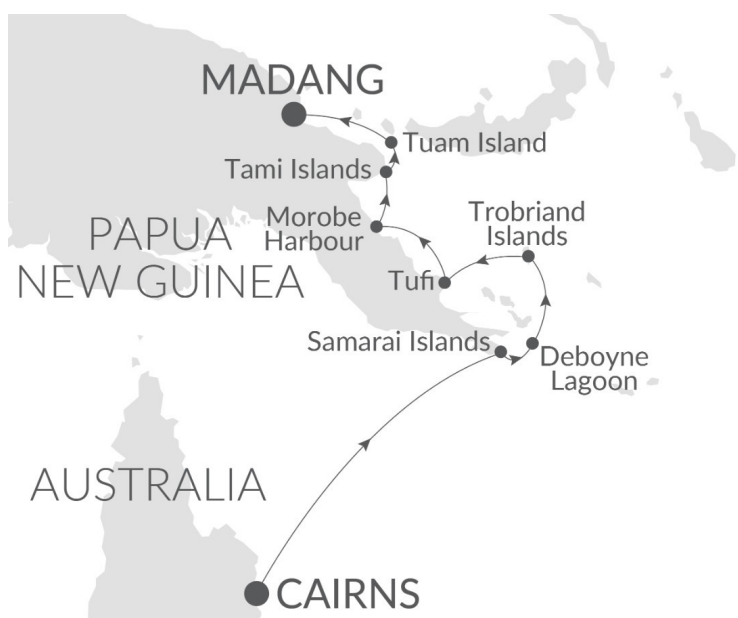 MADANG
Tuam Island
Tami Islands
Morobe
Harbour
Trobriand
Islands
PAPUA
NEW GUINEA
Tufi
Samarai Islands
Deboyne
Lagoon
AUSTRALIA
CAIRNS